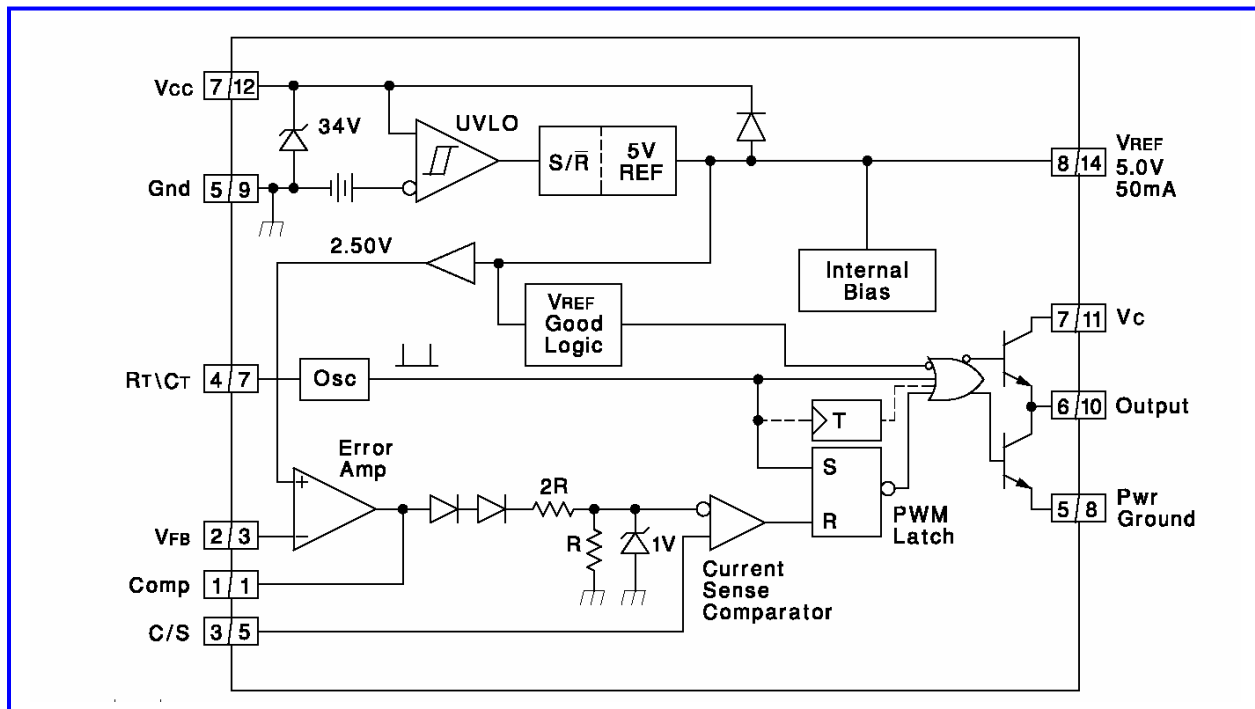 Vcc 7 12
34V
UVLO
S/R̅ 5V
REF
VREF
8 14 5.0V
50mA
Gnd 5 9
2.50V
Internal
Bias
VREF
Good
Logic
7 11 Vc
RT\CT 4 7
Osc
T
6 10 Output
Error
Amp
+
−
2R
S
R
PWM
Latch
VFB 2 3
R
1V
5 8 Pwr
Ground
Comp 1 1
Current
Sense
Comparator
C/S 3 5